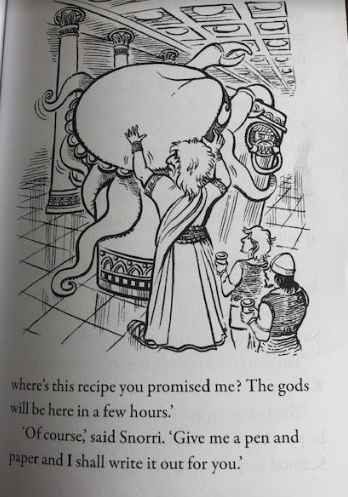 where's this recipe you promised me? The gods
will be here in a few hours.'
'Of course,' said Snorri. 'Give me a pen and
paper and I shall write it out for you.'